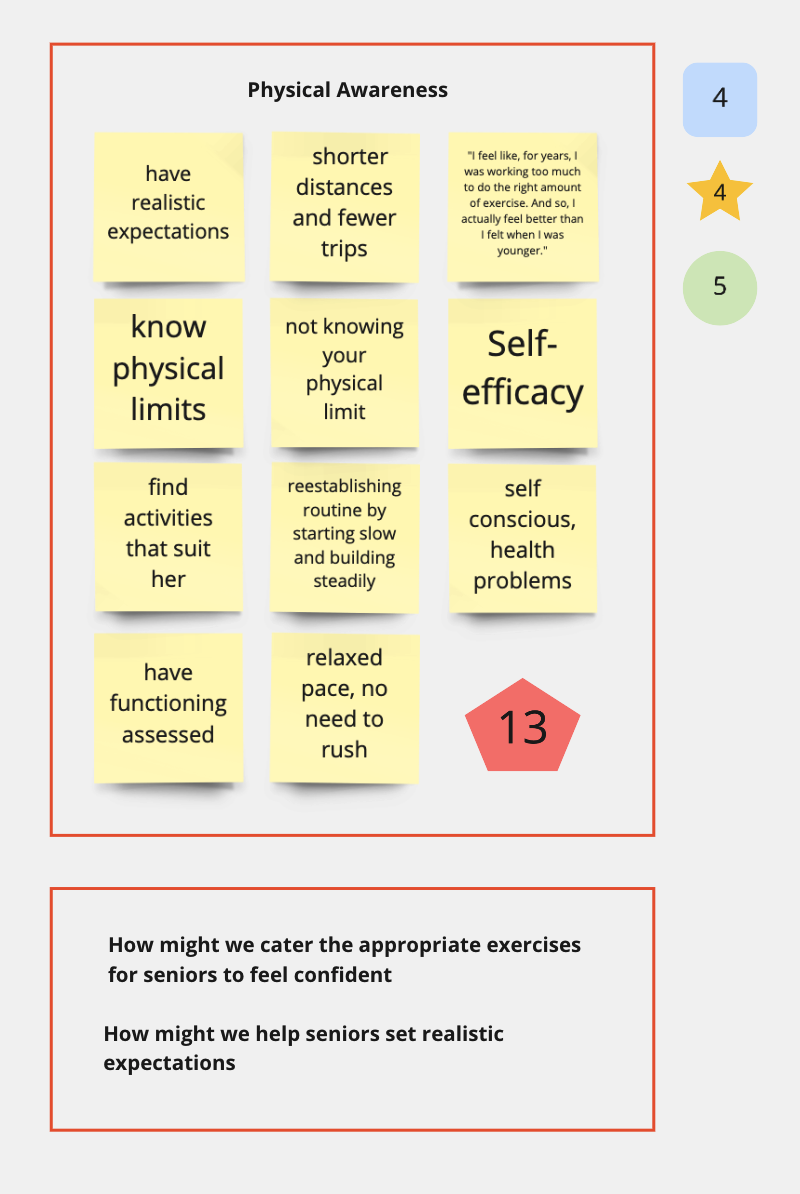 Physical Awareness
4
4
5
have
realistic
expectations
shorter
distances
and fewer
trips
"I feel like, for years, I
was working too much
to do the right amount
of exercise. And so, I
actually feel better than
I felt when I was
younger."
know
physical
limits
not knowing
your
physical
limit
Self-
efficacy
find
activities
that suit
her
reestablishing
routine by
starting slow
and building
steadily
self
conscious,
health
problems
have
functioning
assessed
relaxed
pace, no
need to
rush
13
How might we cater the appropriate exercises
for seniors to feel confident
How might we help seniors set realistic
expectations